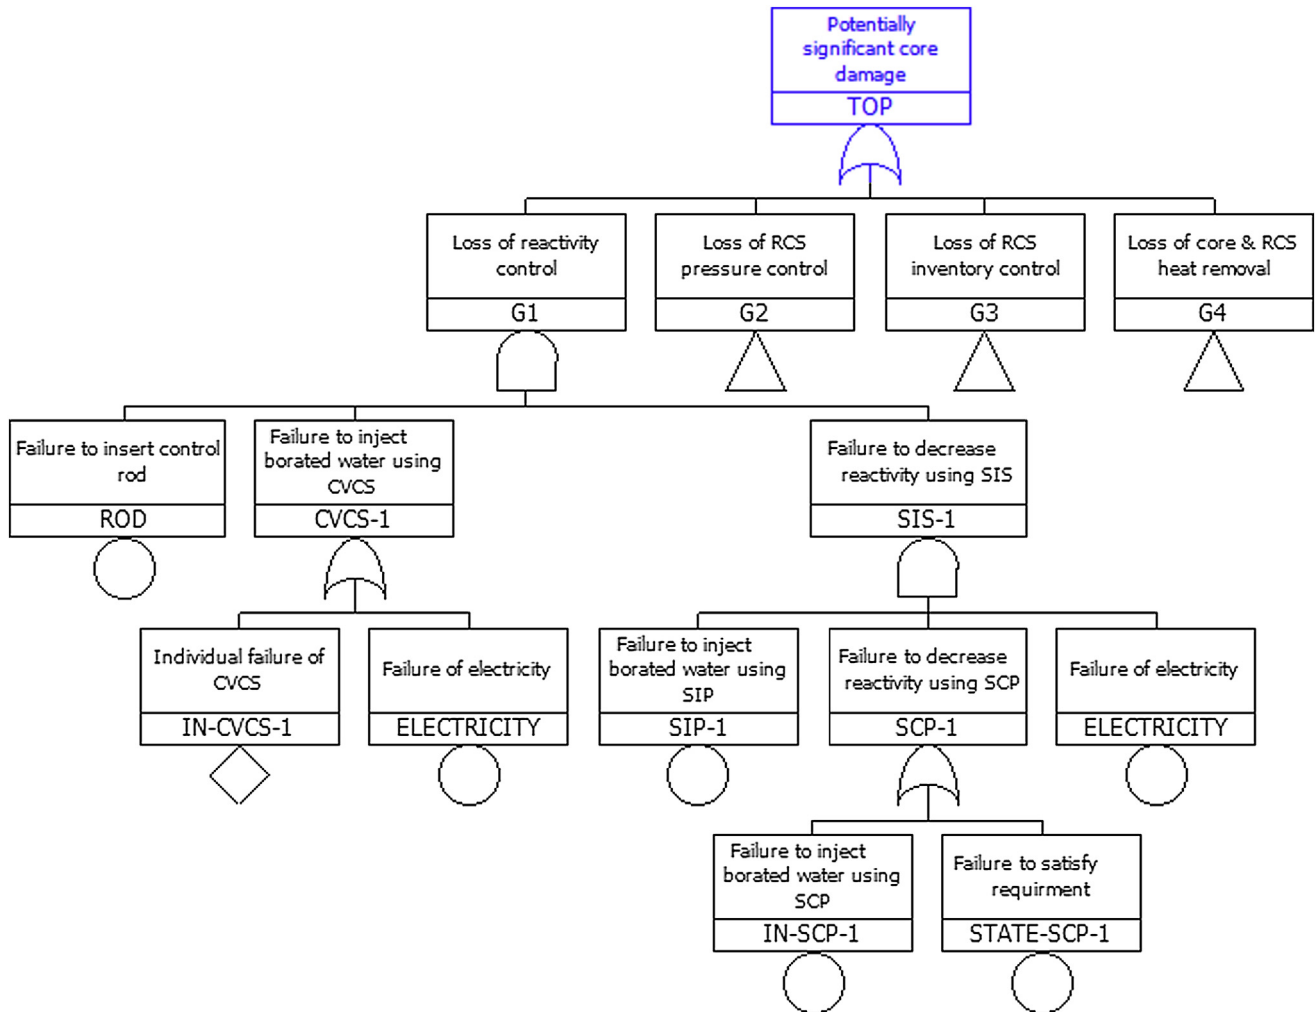 Potentially
significant core
damage
TOP
Loss of reactivity
control
G1
Loss of RCS
pressure control
G2
Loss of RCS
inventory control
G3
Loss of core & RCS
heat removal
G4
Failure to insert control
rod
ROD
Failure to inject
borated water using
CVCS
CVCS-1
Failure to decrease
reactivity using SIS
SIS-1
Individual failure of
CVCS
IN-CVCS-1
Failure of electricity
ELECTRICITY
Failure to inject
borated water using
SIP
SIP-1
Failure to decrease
reactivity using SCP
SCP-1
Failure of electricity
ELECTRICITY
Failure to inject
borated water using
SCP
IN-SCP-1
Failure to satisfy
requirment
STATE-SCP-1